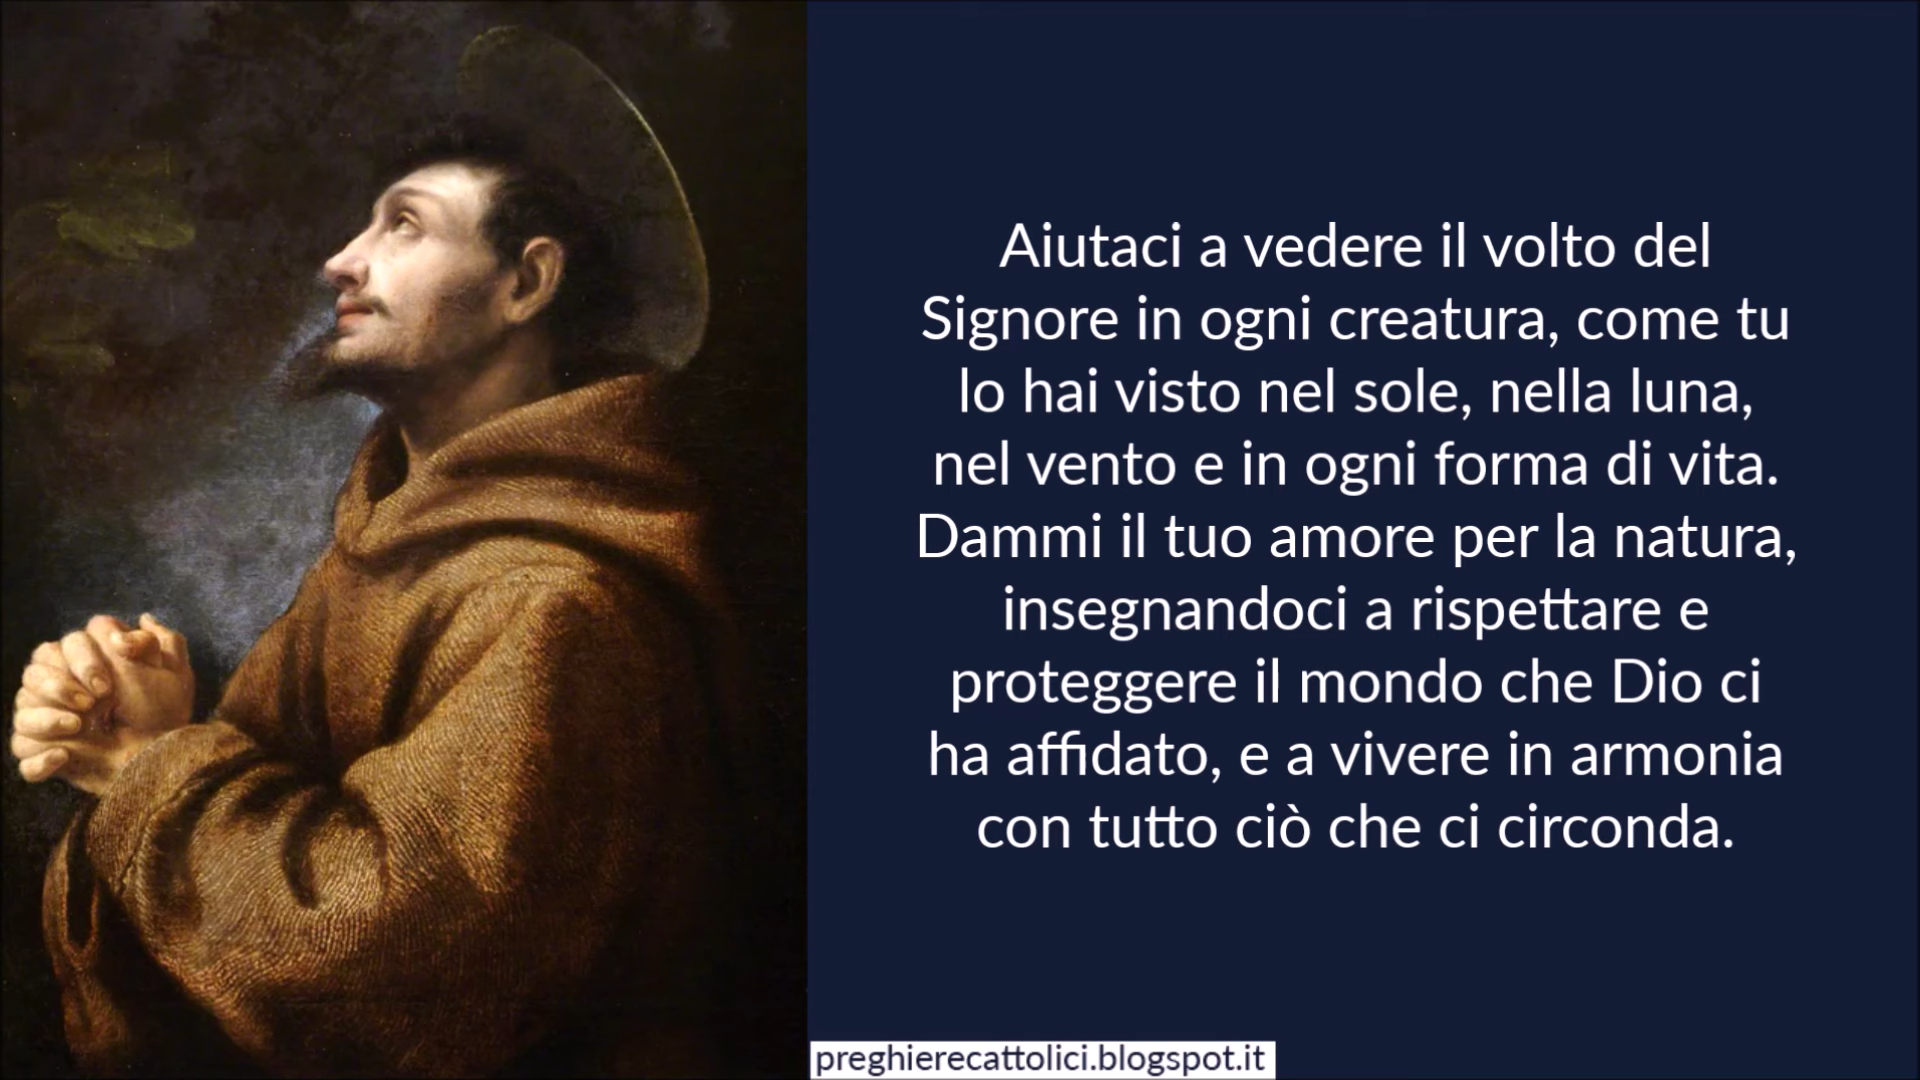 Aiutaci a vedere il volto del
Signore in ogni creatura, come tu
lo hai visto nel sole, nella luna,
nel vento e in ogni forma di vita.
Dammi il tuo amore per la natura,
insegnandoci a rispettare e
proteggere il mondo che Dio ci
ha affidato, e a vivere in armonia
con tutto ciò che ci circonda.
preghierecattolici.blogspot.it